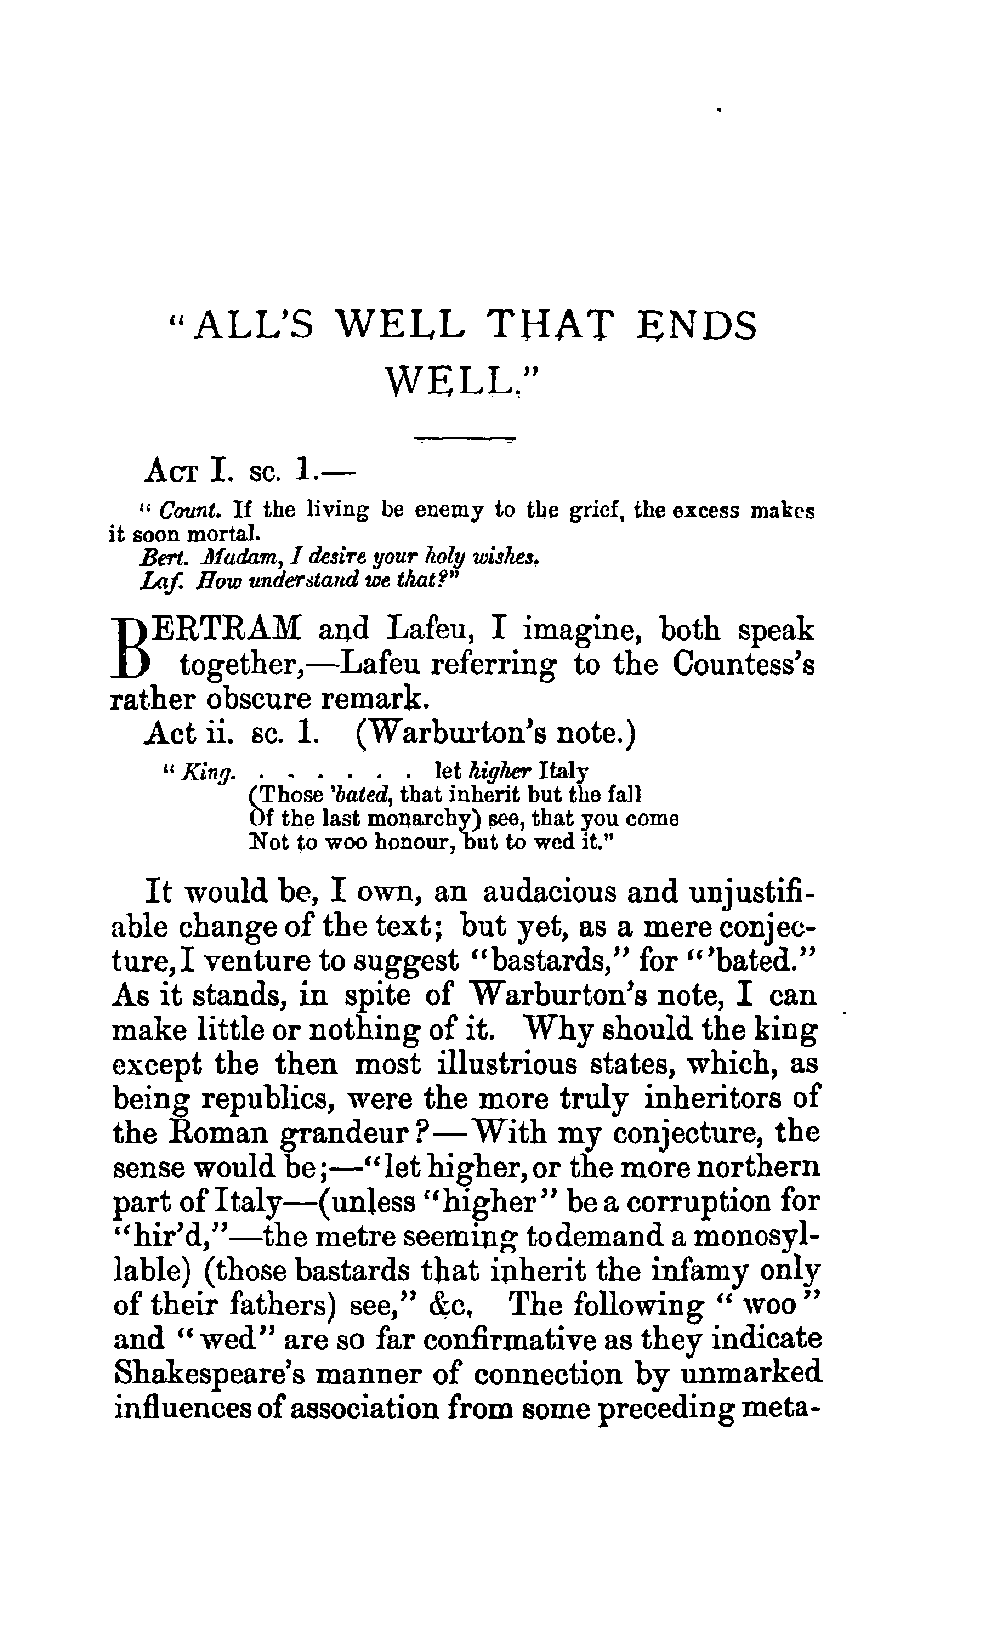 "ALL'S WELL THAT ENDS
WELL."
ACT I. sc. 1.—
"Count. If the living be enemy to the grief, the excess makes
it soon mortal.
Bert. Madam, I desire your holy wishes.
Laf. How understand we that?"
BERTRAM and Lafeu, I imagine, both speak
together,—Lafeu referring to the Countess's
rather obscure remark.
Act ii. sc. 1. (Warburton's note.)
"King. . . . . . . let higher Italy
(Those 'bated, that inherit but the fall
Of the last monarchy) see, that you come
Not to woo honour, but to wed it."
It would be, I own, an audacious and unjustifi-
able change of the text; but yet, as a mere conjec-
ture, I venture to suggest "bastards," for "'bated."
As it stands, in spite of Warburton's note, I can
make little or nothing of it. Why should the king
except the then most illustrious states, which, as
being republics, were the more truly inheritors of
the Roman grandeur?—With my conjecture, the
sense would be;—"let higher, or the more northern
part of Italy—(unless "higher" be a corruption for
"hir'd,"—the metre seeming to demand a monosyl-
lable) (those bastards that inherit the infamy only
of their fathers) see," &c. The following "woo"
and "wed" are so far confirmative as they indicate
Shakespeare's manner of connection by unmarked
influences of association from some preceding meta-